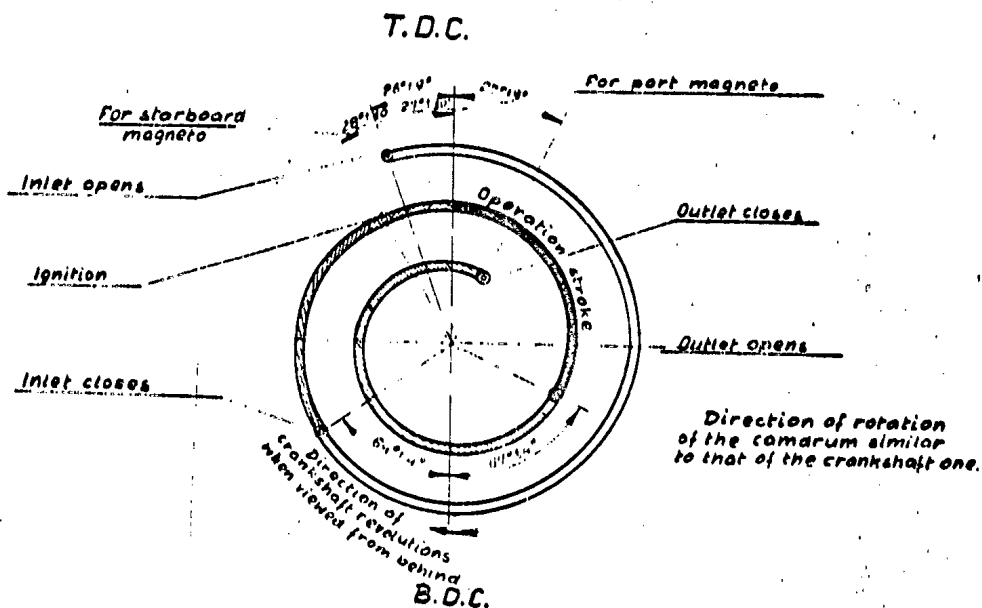 T.D.C.
For port magneto
For starboard
magneto
Inlet opens
Operation stroke
Outlet closes
Ignition
Outlet opens
Inlet closes
Direction of rotation
of the camdrum similar
to that of the crankshaft one.
Direction of
crankshaft revolutions
when viewed from behind
B.D.C.